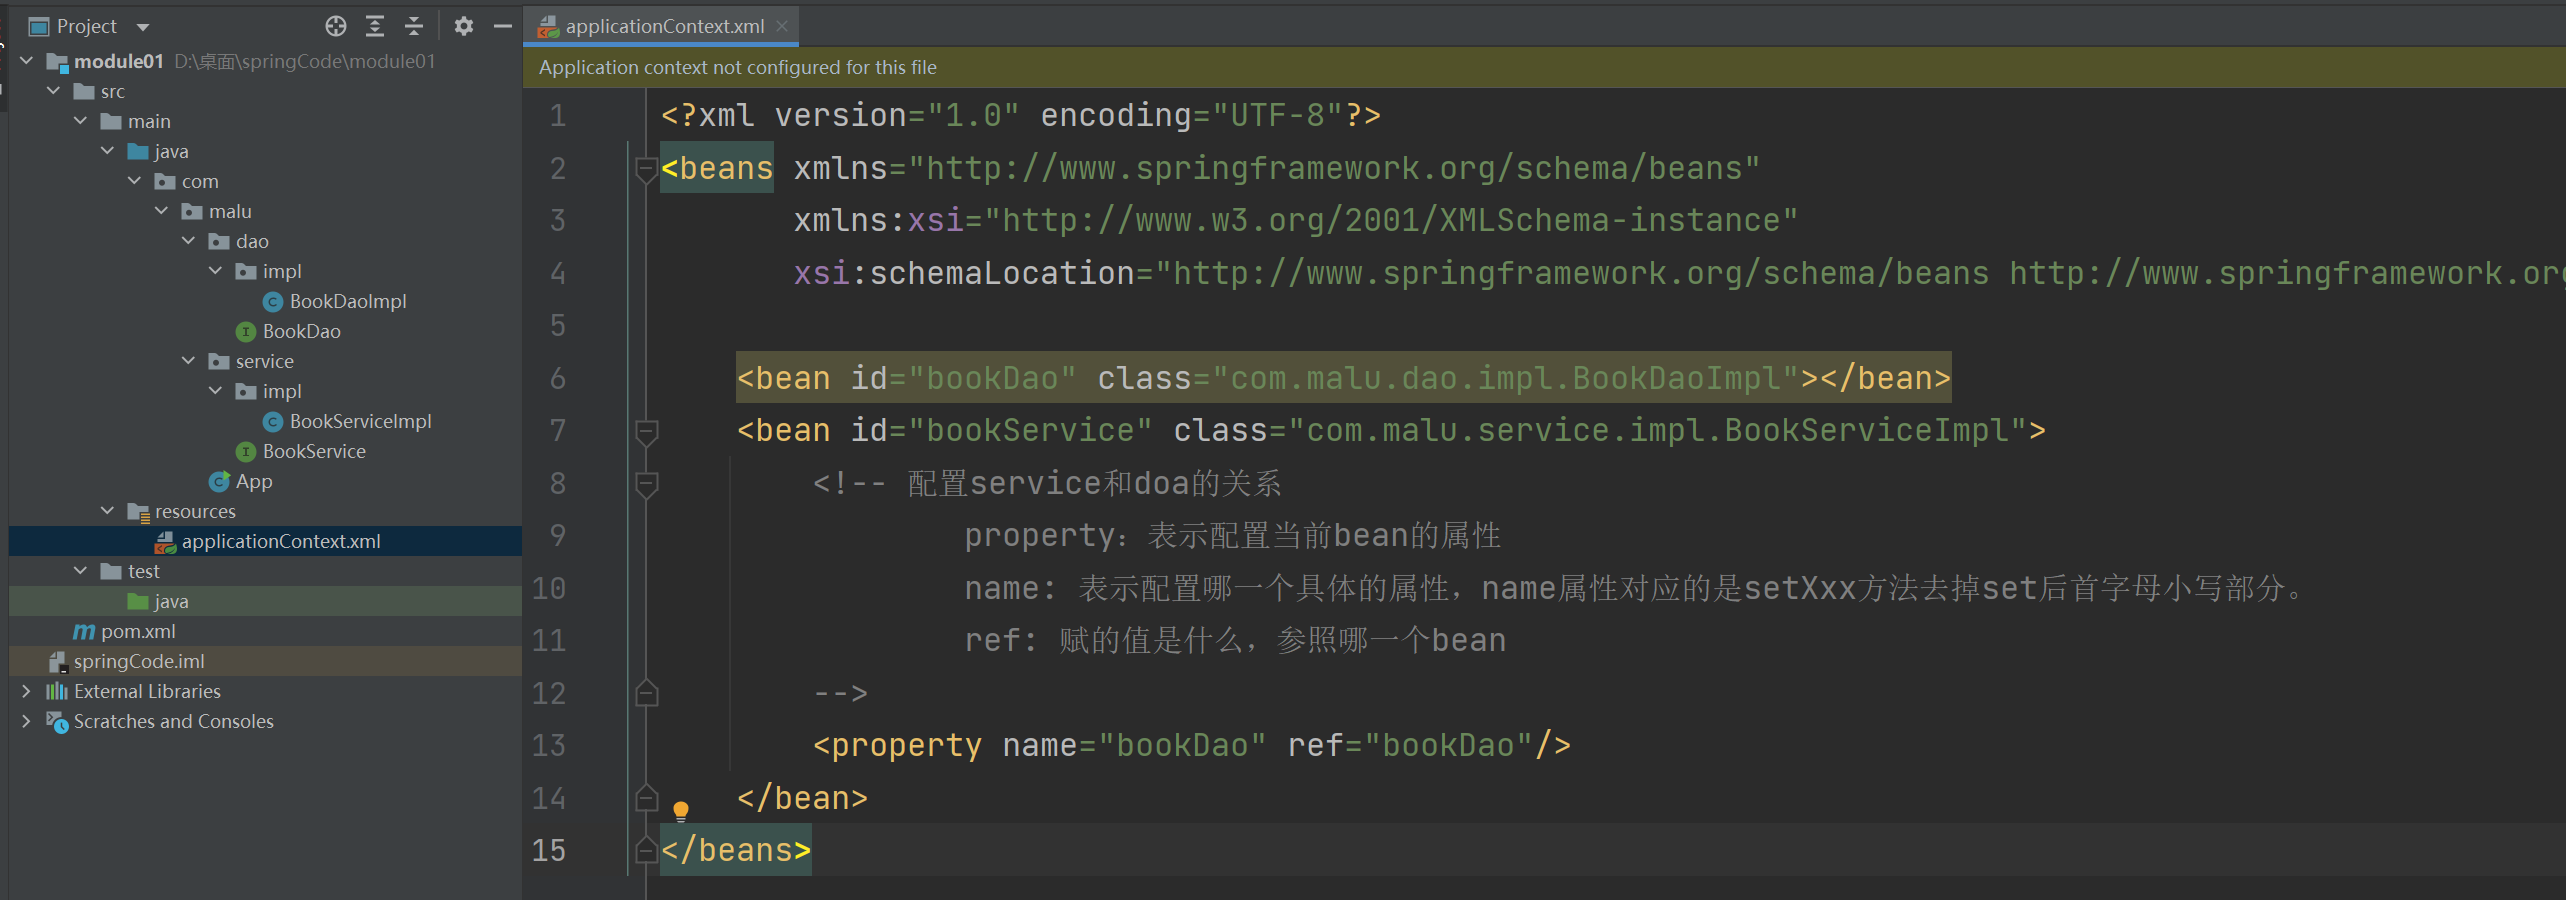 Project
module01 D:\桌面\springCode\module01
src
main
java
com
malu
dao
impl
BookDaoImpl
BookDao
service
impl
BookServiceImpl
BookService
App
resources
applicationContext.xml
test
java
pom.xml
springCode.iml
External Libraries
Scratches and Consoles
applicationContext.xml
Application context not configured for this file
1 <?xml version="1.0" encoding="UTF-8"?>
2 <beans xmlns="http://www.springframework.org/schema/beans"
3 xmlns:xsi="http://www.w3.org/2001/XMLSchema-instance"
4 xsi:schemaLocation="http://www.springframework.org/schema/beans http://www.springframework.org
5
6 <bean id="bookDao" class="com.malu.dao.impl.BookDaoImpl"></bean>
7 <bean id="bookService" class="com.malu.service.impl.BookServiceImpl">
8 <!-- 配置service和doa的关系
9 property：表示配置当前bean的属性
10 name: 表示配置哪一个具体的属性，name属性对应的是setXxx方法去掉set后首字母小写部分。
11 ref: 赋的值是什么，参照哪一个bean
12 -->
13 <property name="bookDao" ref="bookDao"/>
14 </bean>
15 </beans>